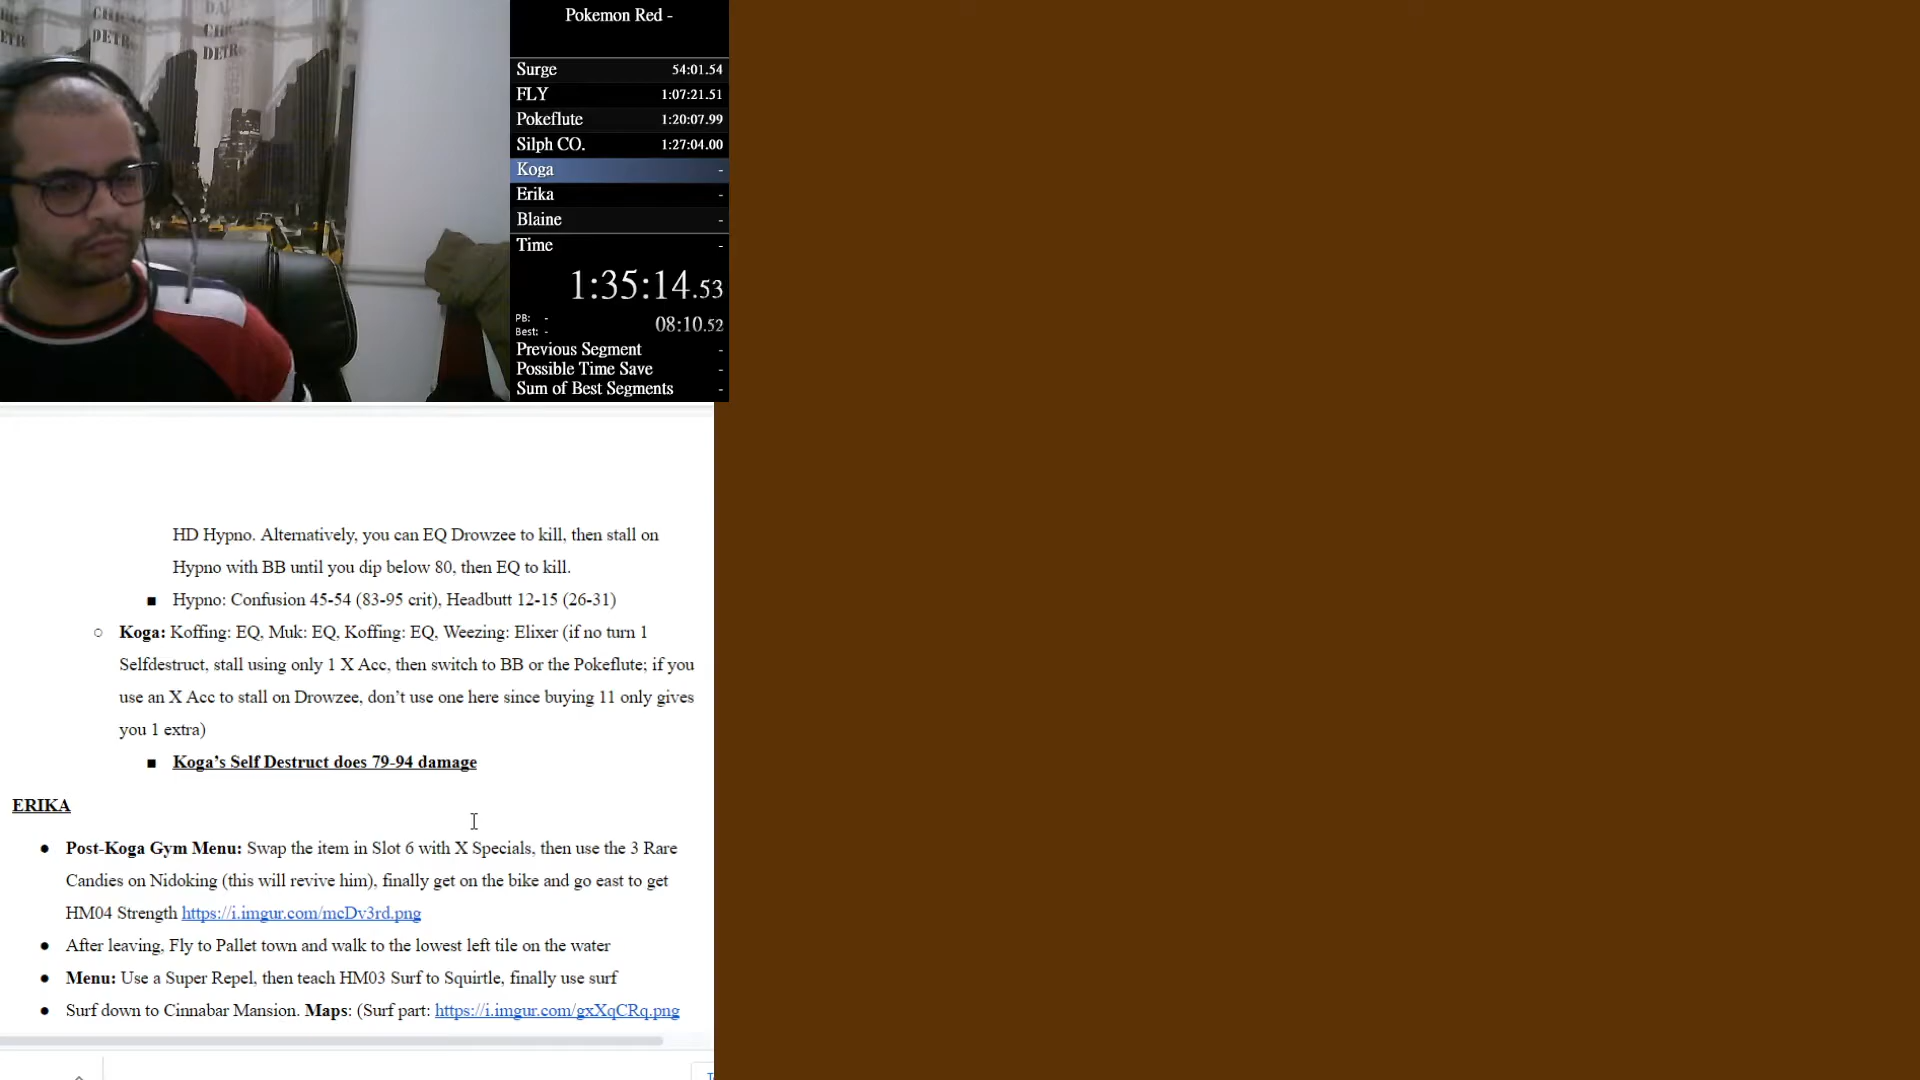 Pokemon Red -
Surge 54:01.54
FLY 1:07:21.51
Pokeflute 1:20:07.99
Silph CO. 1:27:04.00
Koga -
Erika -
Blaine -
Time -
1:35:14.53
PB: -
Best: -
08:10.52
Previous Segment -
Possible Time Save -
Sum of Best Segments -
HD Hypno. Alternatively, you can EQ Drowzee to kill, then stall on
Hypno with BB until you dip below 80, then EQ to kill.
■ Hypno: Confusion 45-54 (83-95 crit), Headbutt 12-15 (26-31)
○ Koga: Koffing: EQ, Muk: EQ, Koffing: EQ, Weezing: Elixer (if no turn 1
Selfdestruct, stall using only 1 X Acc, then switch to BB or the Pokeflute; if you
use an X Acc to stall on Drowzee, don’t use one here since buying 11 only gives
you 1 extra)
■ Koga’s Self Destruct does 79-94 damage
ERIKA
● Post-Koga Gym Menu: Swap the item in Slot 6 with X Specials, then use the 3 Rare
Candies on Nidoking (this will revive him), finally get on the bike and go east to get
HM04 Strength https://i.imgur.com/mcDv3rd.png
● After leaving, Fly to Pallet town and walk to the lowest left tile on the water
● Menu: Use a Super Repel, then teach HM03 Surf to Squirtle, finally use surf
● Surf down to Cinnabar Mansion. Maps: (Surf part: https://i.imgur.com/gxXqCRq.png